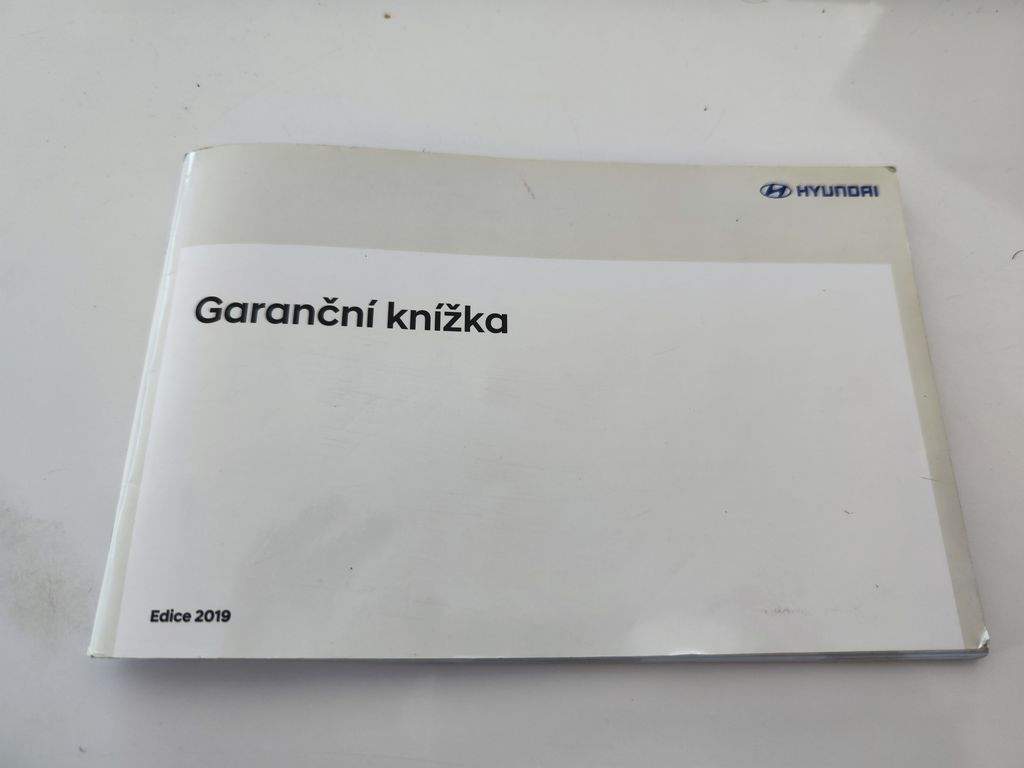 HYUNDAI
Garanční knížka
Edice 2019